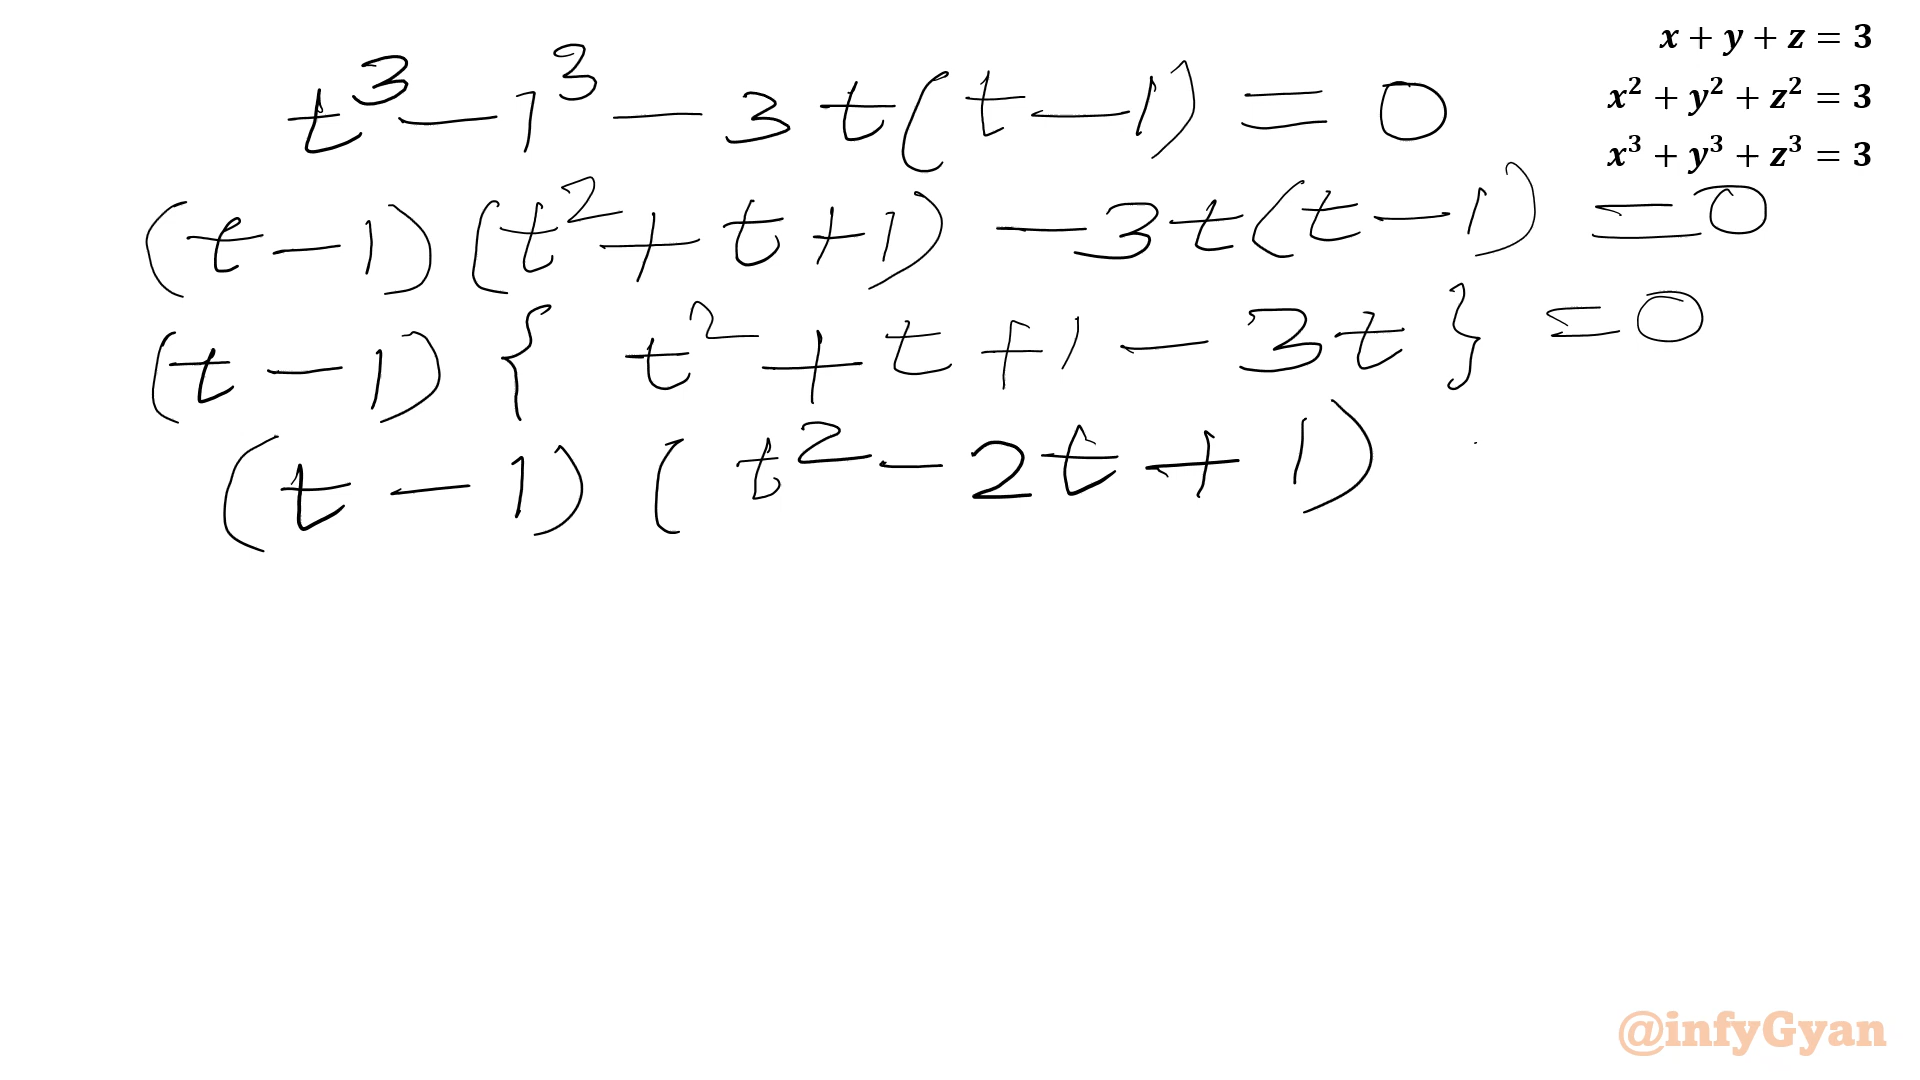 x + y + z = 3
x² + y² + z² = 3
x³ + y³ + z³ = 3
t³ - 1³ - 3t(t-1) = 0
(t-1)(t²+t+1) - 3t(t-1) = 0
(t-1){t²+t+1-3t} = 0
(t-1)(t²-2t+1)
@infyGyan